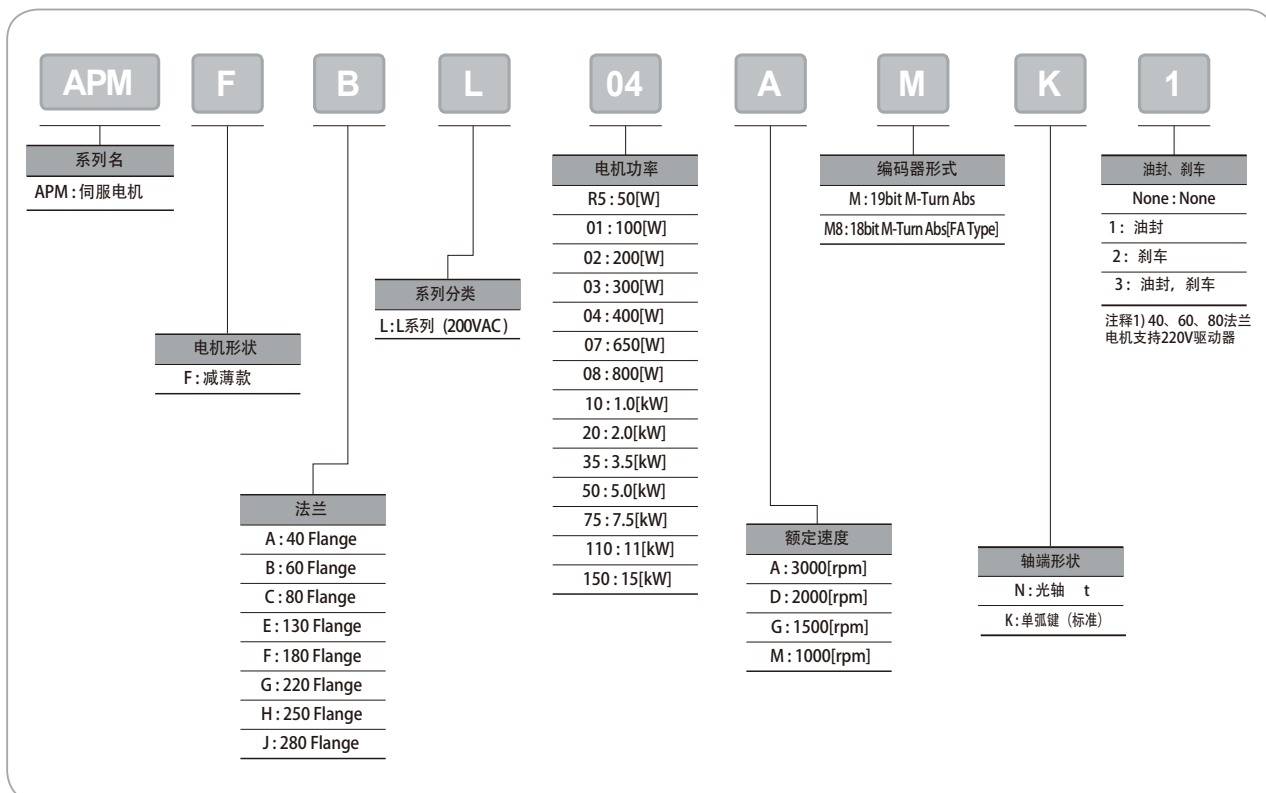 APM F B L 04 A M K 1
系列名
APM : 伺服电机
电机形状
F : 减薄款
法兰
A : 40 Flange
B : 60 Flange
C : 80 Flange
E : 130 Flange
F : 180 Flange
G : 220 Flange
H : 250 Flange
J : 280 Flange
系列分类
L : L系列 (200VAC)
电机功率
R5 : 50[W]
01 : 100[W]
02 : 200[W]
03 : 300[W]
04 : 400[W]
07 : 650[W]
08 : 800[W]
10 : 1.0[kW]
20 : 2.0[kW]
35 : 3.5[kW]
50 : 5.0[kW]
75 : 7.5[kW]
110 : 11[kW]
150 : 15[kW]
额定速度
A : 3000[rpm]
D : 2000[rpm]
G : 1500[rpm]
M : 1000[rpm]
编码器形式
M : 19bit M-Turn Abs
M8 : 18bit M-Turn Abs[FA Type]
轴端形状
N : 光轴 t
K : 单弧键 (标准)
油封、刹车
None : None
1: 油封
2: 刹车
3: 油封, 刹车
注释1) 40、60、80法兰
电机支持220V驱动器